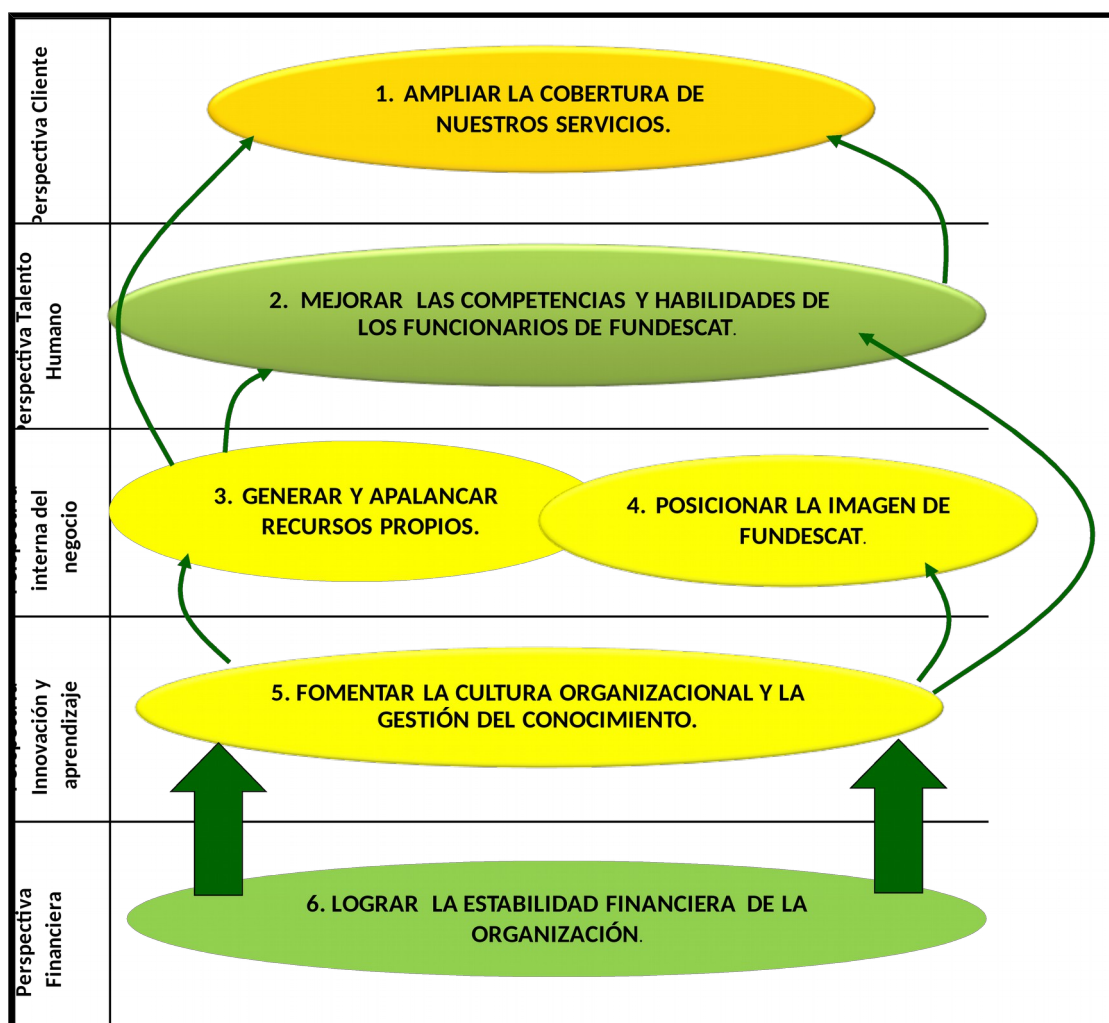 Perspectiva Cliente
1. AMPLIAR LA COBERTURA DE
NUESTROS SERVICIOS.
Perspectiva Talento
Humano
2. MEJORAR LAS COMPETENCIAS Y HABILIDADES DE
LOS FUNCIONARIOS DE FUNDESCAT.
interna del
negocio
3. GENERAR Y APALANCAR
RECURSOS PROPIOS.
4. POSICIONAR LA IMAGEN DE
FUNDESCAT.
Innovación y
aprendizaje
5. FOMENTAR LA CULTURA ORGANIZACIONAL Y LA
GESTIÓN DEL CONOCIMIENTO.
Perspectiva
Financiera
6. LOGRAR LA ESTABILIDAD FINANCIERA DE LA
ORGANIZACIÓN.